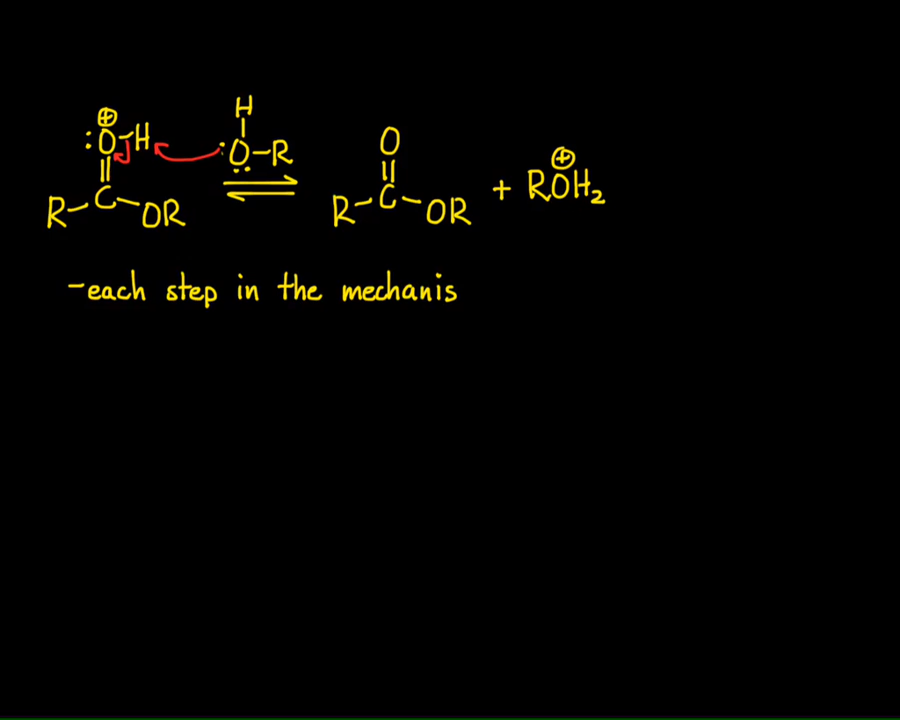 ⊕
:O-H H
:O-R ⇌ O + ROH₂ ⊕
R-C-OR R-C-OR
-each step in the mechanis